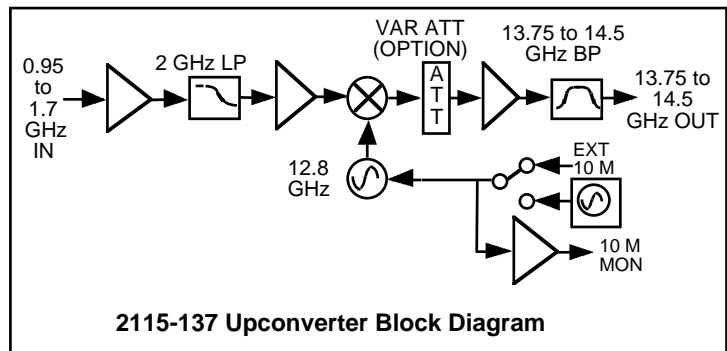 0.95
to
1.7
GHz
IN
2 GHz LP
VAR ATT
(OPTION)
A
T
T
13.75 to 14.5
GHz BP
13.75 to
14.5
GHz OUT
12.8
GHz
EXT
10 M
10 M
MON
2115-137 Upconverter Block Diagram